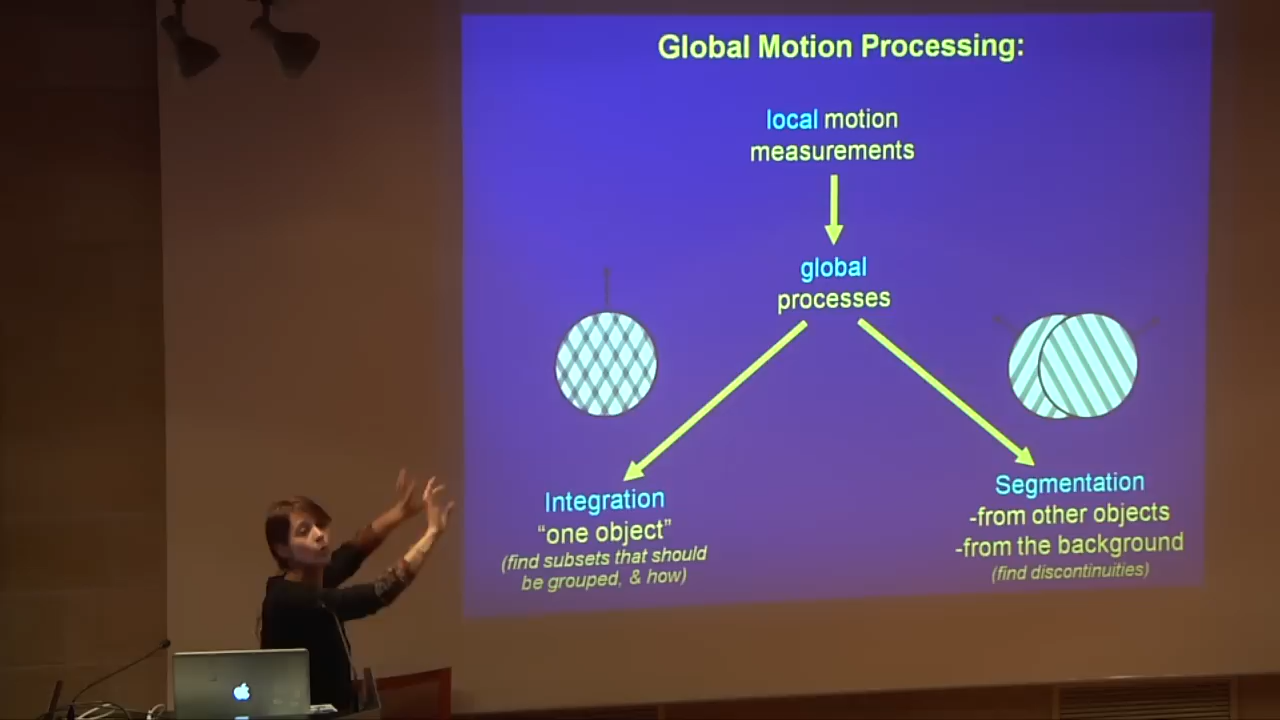 Global Motion Processing:
local motion
measurements
global
processes
Integration
“one object”
(find subsets that should
be grouped, & how)
Segmentation
-from other objects
-from the background
(find discontinuities)